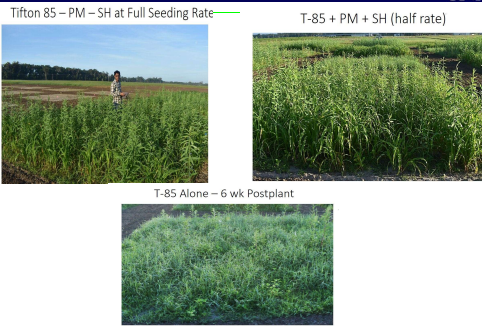 Tifton 85 – PM – SH at Full Seeding Rate
T-85 + PM + SH (half rate)
T-85 Alone – 6 wk Postplant